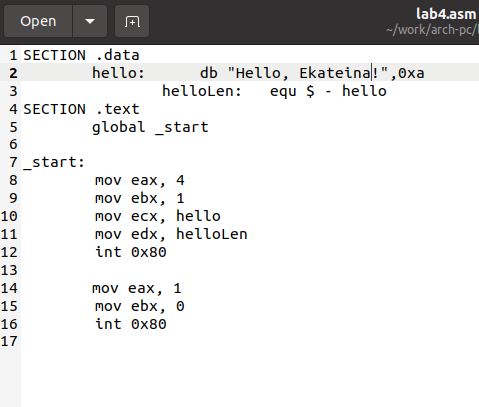 Open
lab4.asm
~/work/arch-pc/
1 SECTION .data
2 hello: db "Hello, Ekateina!",0xa
3 helloLen: equ $ - hello
4 SECTION .text
5 global _start
6
7 _start:
8 mov eax, 4
9 mov ebx, 1
10 mov ecx, hello
11 mov edx, helloLen
12 int 0x80
13
14 mov eax, 1
15 mov ebx, 0
16 int 0x80
17